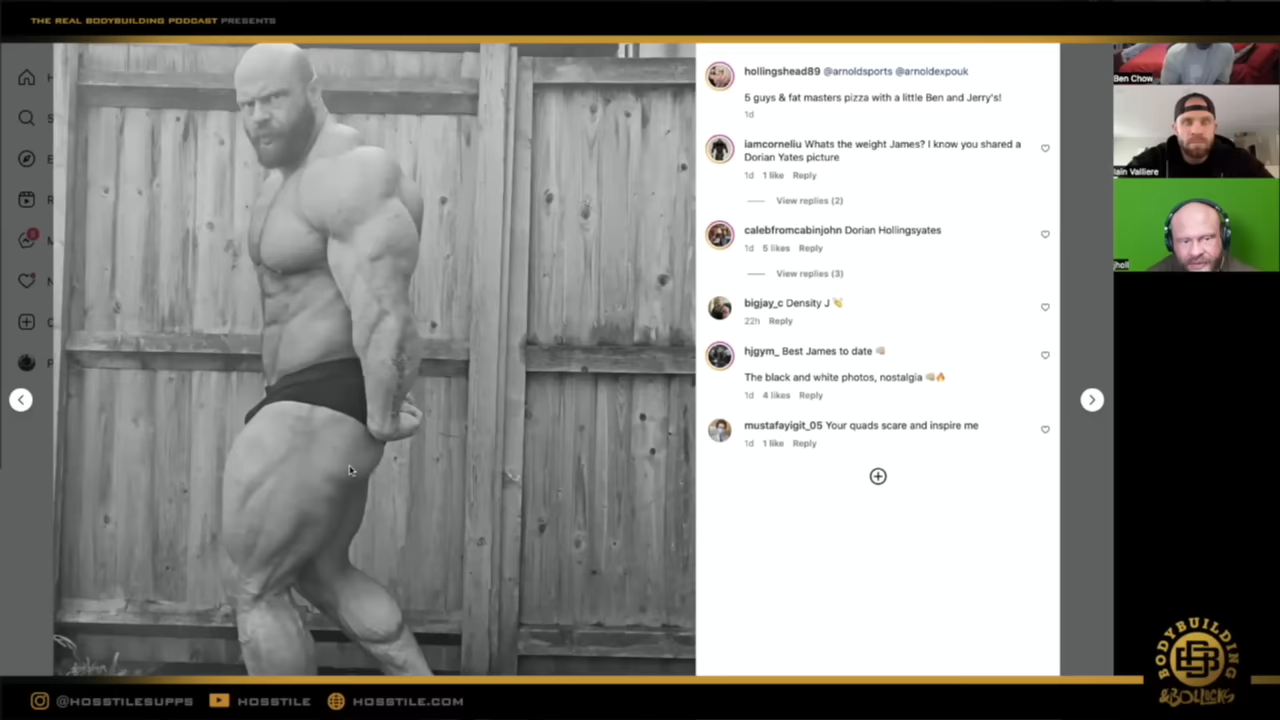 THE REAL BODYBUILDING PODCAST PRESENTS
hollingshead89 @arnoldsports @arnoldexpouk
5 guys & fat masters pizza with a little Ben and Jerry's!
1d
iamcorneliu Whats the weight James? I know you shared a
Dorian Yates picture
1d 1 like Reply
View replies (2)
calebfromcabinjohn Dorian Hollingsyates
1d 5 likes Reply
View replies (3)
bigjay_c Density J 👏
22h Reply
hjgym_ Best James to date 👊🏼
The black and white photos, nostalgia 👊🏼🔥
1d 4 likes Reply
mustafayigit_05 Your quads scare and inspire me
1d 1 like Reply
Ben Chow
Iain Valliere
jholl
H
S
E
R
M
N
C
P
BODYBUILDING
& BOLLOCKS
@HOSSTILESUPPS HOSSTILE HOSSTILE.COM